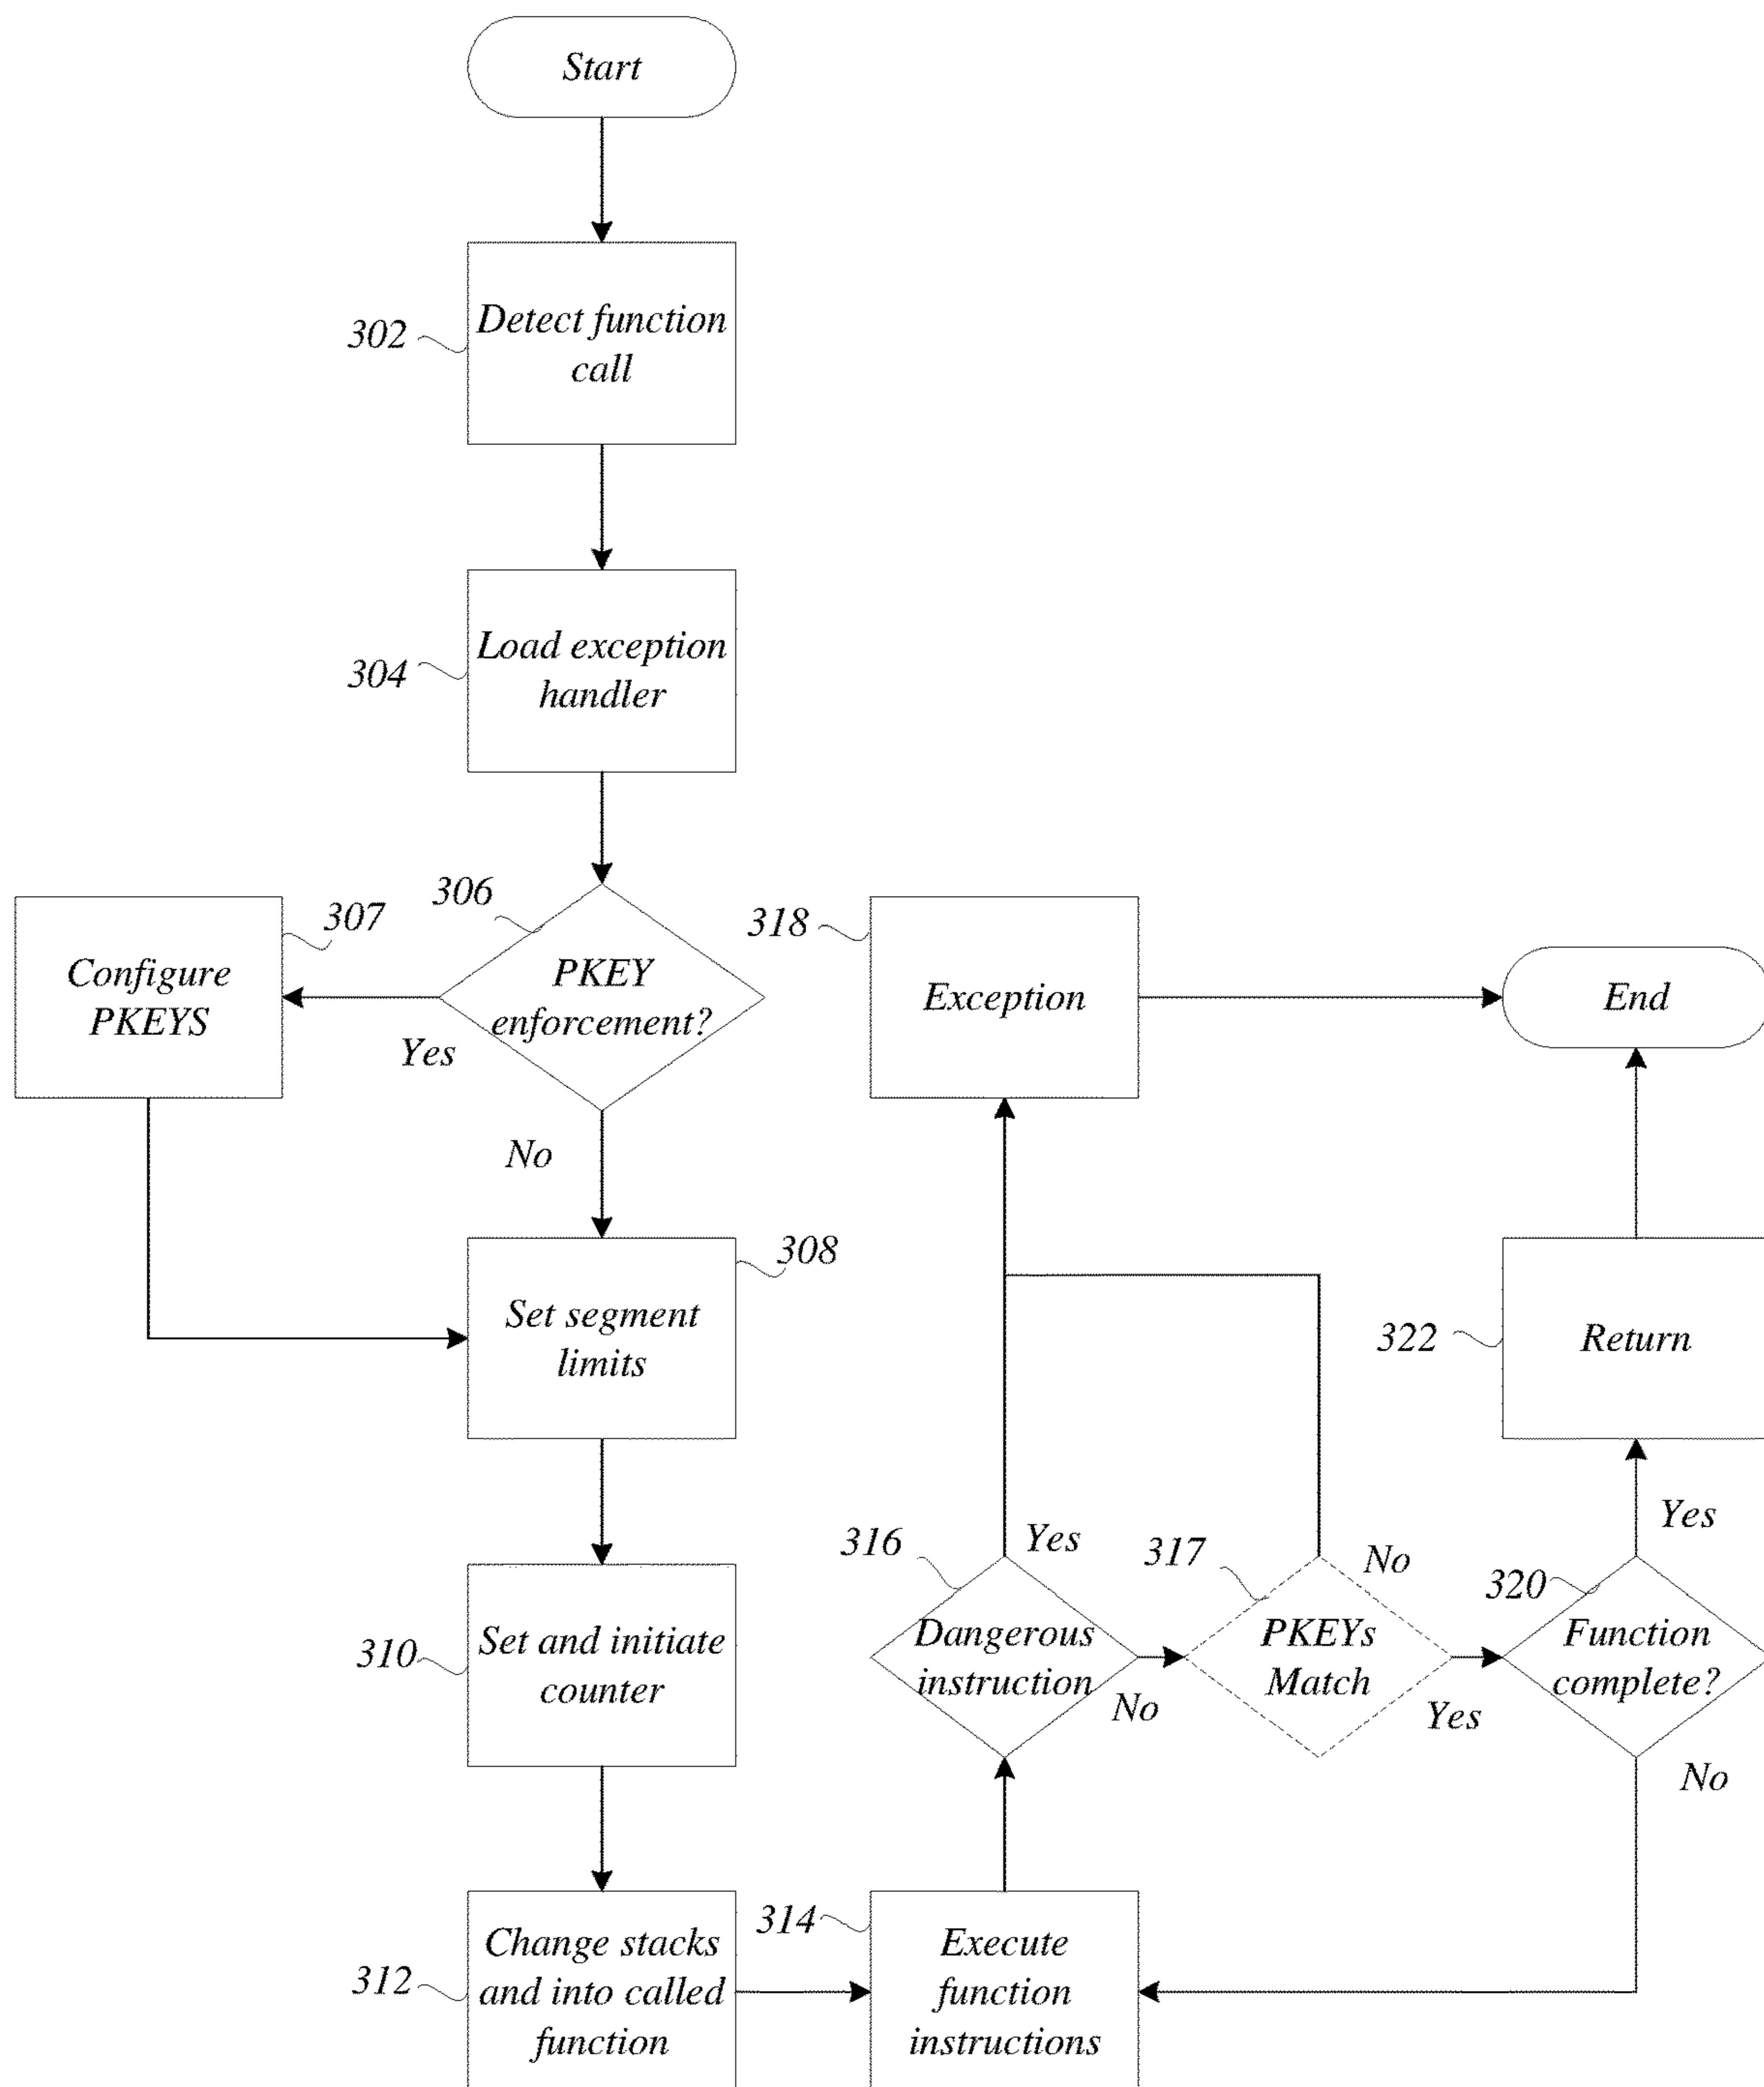 Start
302
Detect function
call
304
Load exception
handler
306
PKEY
enforcement?
Yes
No
307
Configure
PKEYS
318
Exception
End
308
Set segment
limits
322
Return
310
Set and initiate
counter
316
Dangerous
instruction
Yes
No
317
PKEYs
Match
No
Yes
320
Function
complete?
Yes
No
312
Change stacks
and into called
function
314
Execute
function
instructions